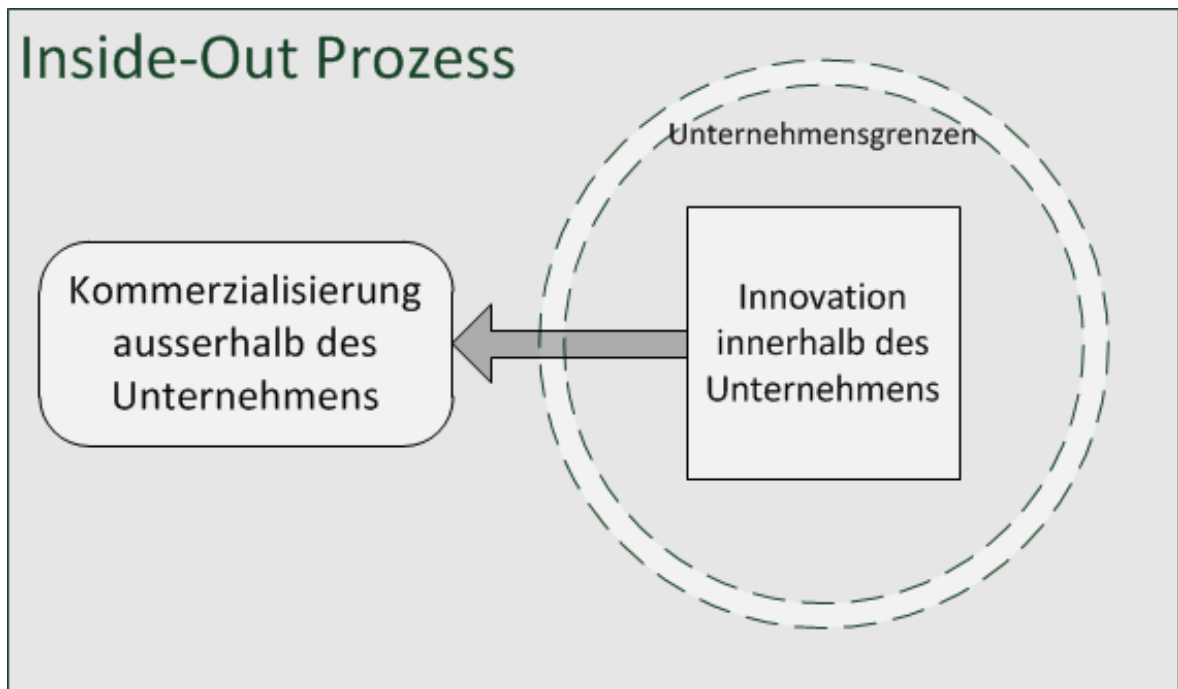 Inside-Out Prozess
Unternehmensgrenzen
Kommerzialisierung
ausserhalb des
Unternehmens
Innovation
innerhalb des
Unternehmens